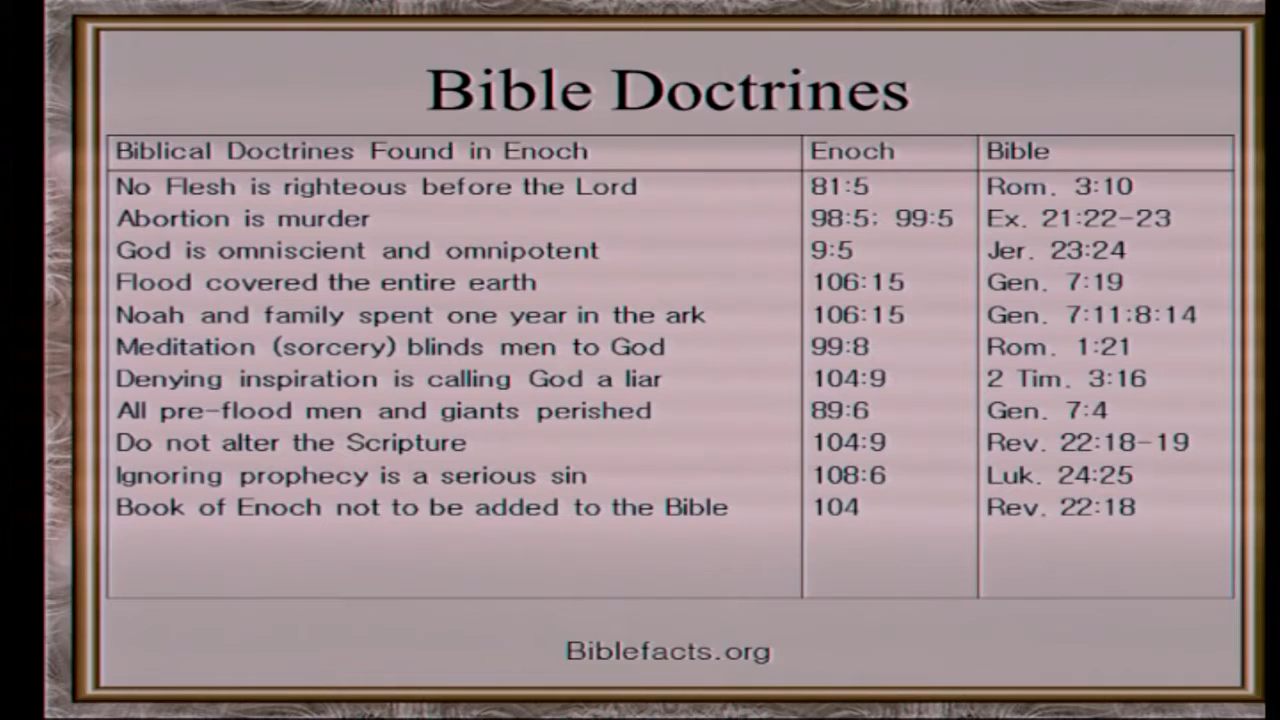 Bible Doctrines
Biblical Doctrines Found in Enoch Enoch Bible
No Flesh is righteous before the Lord 81:5 Rom. 3:10
Abortion is murder 98:5; 99:5 Ex. 21:22-23
God is omniscient and omnipotent 9:5 Jer. 23:24
Flood covered the entire earth 106:15 Gen. 7:19
Noah and family spent one year in the ark 106:15 Gen. 7:11;8:14
Meditation (sorcery) blinds men to God 99:8 Rom. 1:21
Denying inspiration is calling God a liar 104:9 2 Tim. 3:16
All pre-flood men and giants perished 89:6 Gen. 7:4
Do not alter the Scripture 104:9 Rev. 22:18-19
Ignoring prophecy is a serious sin 108:6 Luk. 24:25
Book of Enoch not to be added to the Bible 104 Rev. 22:18
Biblefacts.org